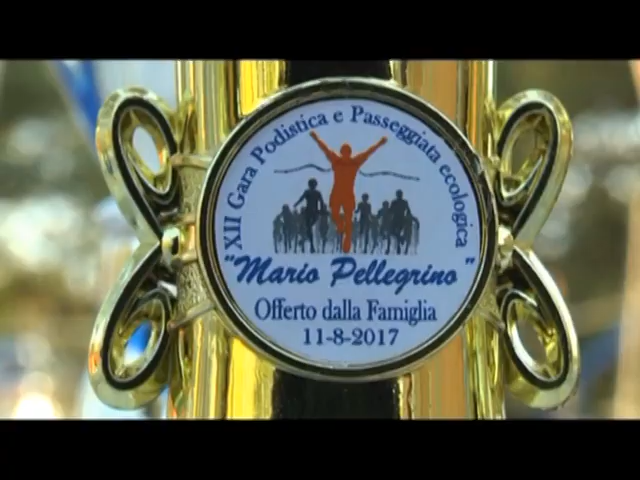 "XII Gara Podistica e Passeggiata ecologica"
Mario Pellegrino
Offerto dalla Famiglia
11-8-2017